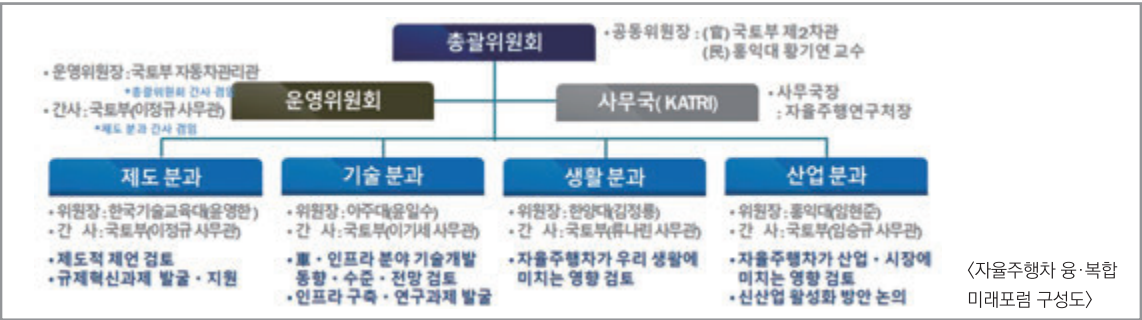 총괄위원회
• 공동위원장 : (官) 국토부 제2차관
(民) 홍익대 황기연 교수
• 운영위원장 : 국토부 자동차관리관
*총괄위원회 간사 겸임
• 간사 : 국토부(이정규 사무관)
*제도 분과 간사 겸임
운영위원회
사무국( KATRI)
• 사무국장
: 자율주행연구처장
제도 분과
• 위원장 : 한국기술교육대(윤영한)
• 간 사 : 국토부(이정규 사무관)
• 제도적 제언 검토
• 규제혁신과제 발굴・지원
기술 분과
• 위원장 : 아주대(윤일수)
• 간 사 : 국토부(이기세 사무관)
• 車・인프라 분야 기술개발
동향・수준・전망 검토
• 인프라 구축・연구과제 발굴
생활 분과
• 위원장 : 한양대(김정룡)
• 간 사 : 국토부(류나린 사무관)
• 자율주행차가 우리 생활에
미치는 영향 검토
산업 분과
• 위원장 : 홍익대(임현준)
• 간 사 : 국토부(임승규 사무관)
• 자율주행차가 산업・시장에
미치는 영향 검토
• 신산업 활성화 방안 논의
〈자율주행차 융·복합
미래포럼 구성도〉